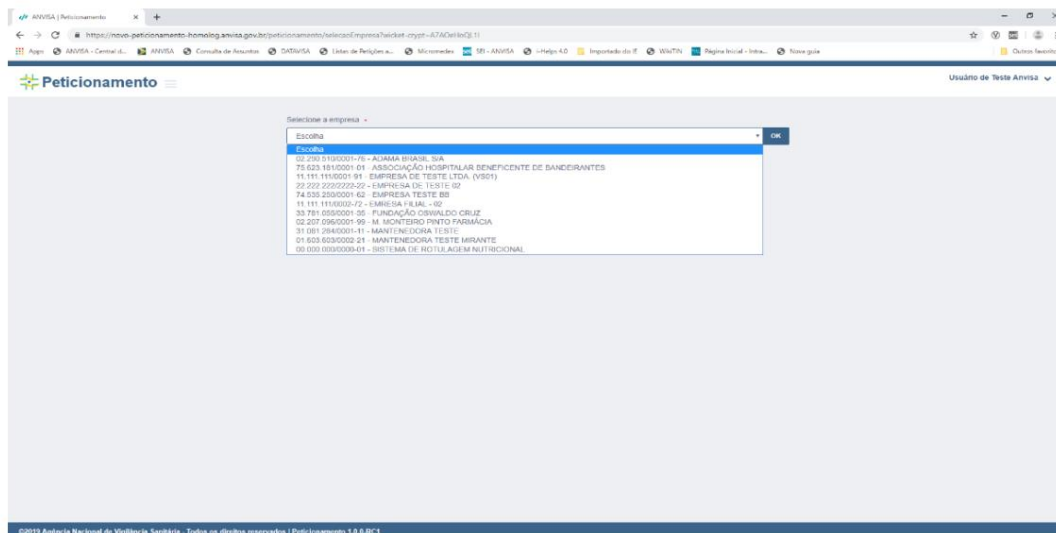 ANVISA | Peticionamento
https://novo-peticionamento-homolog.anvisa.gov.br/peticionamento/selecaoEmpresa?wicket-crypt=
Apps ANVISA - Central d... ANVISA Consulta de Assuntos DATAVISA Listas de Petições a... Micromedex SEI - ANVISA i-Helps 4.0 Importado do IE WikiTIN Página Inicial - Intra... Nova guia Outros favoritos
Peticionamento
Usuário de Teste Anvisa
Selecione a empresa
Escolha
OK
Escolha
02.290.510/0001-76 - ADAMA BRASIL S/A
75.623.181/0001-01 - ASSOCIAÇÃO HOSPITALAR BENEFICENTE DE BANDEIRANTES
11.111.111/0001-91 - EMPRESA DE TESTE LTDA. (VS01)
22.222.222/2222-22 - EMPRESA DE TESTE 02
74.535.250/0001-62 - EMPRESA TESTE BB
11.111.111/0002-72 - EMRESA FILIAL - 02
33.781.055/0001-35 - FUNDAÇÃO OSWALDO CRUZ
02.207.096/0001-99 - M. MONTEIRO PINTO FARMÁCIA
31.081.284/0001-11 - MANTENEDORA TESTE
01.603.603/0002-21 - MANTENEDORA TESTE MIRANTE
00.000.000/0000-01 - SISTEMA DE ROTULAGEM NUTRICIONAL
©2019 Agência Nacional de Vigilância Sanitária - Todos os direitos reservados | Peticionamento 1.0.0-RC1